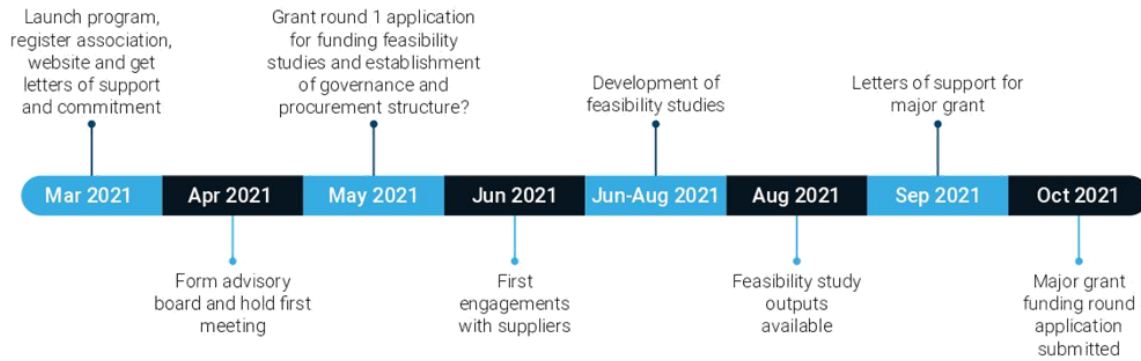 Launch program,
register association,
website and get
letters of support
and commitment
Grant round 1 application
for funding feasibility
studies and establishment
of governance and
procurement structure?
Development of
feasibility studies
Letters of support for
major grant
Mar 2021
Apr 2021
May 2021
Jun 2021
Jun-Aug 2021
Aug 2021
Sep 2021
Oct 2021
Form advisory
board and hold first
meeting
First
engagements
with suppliers
Feasibility study
outputs
available
Major grant
funding round
application
submitted